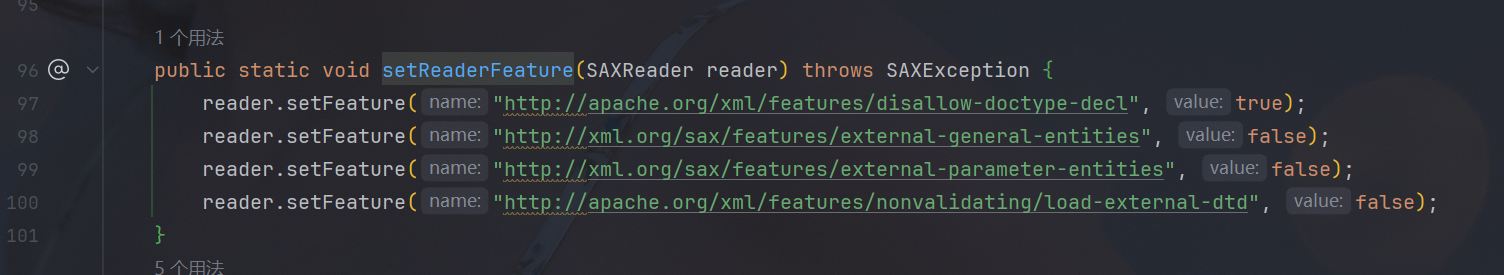 95
1 个用法
96 @ public static void setReaderFeature(SAXReader reader) throws SAXException {
97 reader.setFeature( name: "http://apache.org/xml/features/disallow-doctype-decl", value: true);
98 reader.setFeature( name: "http://xml.org/sax/features/external-general-entities", value: false);
99 reader.setFeature( name: "http://xml.org/sax/features/external-parameter-entities", value: false);
100 reader.setFeature( name: "http://apache.org/xml/features/nonvalidating/load-external-dtd", value: false);
101 }
5 个用法